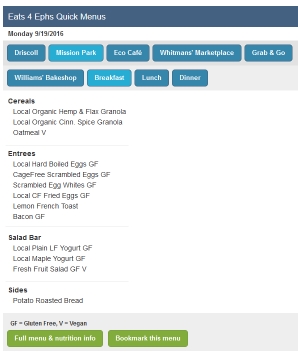 Eats 4 Ephs Quick Menus
Monday 9/19/2016
Driscoll Mission Park Eco Café Whitmans' Marketplace Grab & Go
Williams' Bakeshop Breakfast Lunch Dinner
Cereals
Local Organic Hemp & Flax Granola
Local Organic Cinn. Spice Granola
Oatmeal V
Entrees
Local Hard Boiled Eggs GF
CageFree Scrambled Eggs GF
Scrambled Egg Whites GF
Local CF Fried Eggs GF
Lemon French Toast
Bacon GF
Salad Bar
Local Plain LF Yogurt GF
Local Maple Yogurt GF
Fresh Fruit Salad GF V
Sides
Potato Roasted Bread
GF = Gluten Free, V = Vegan
Full menu & nutrition info Bookmark this menu